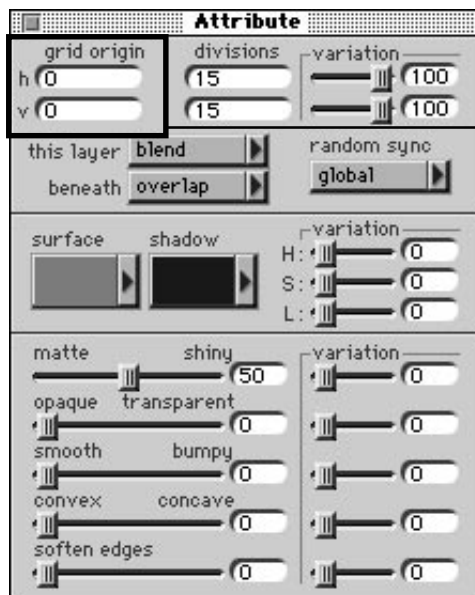 Attribute
grid origin divisions variation
h 0 15 100
v 0 15 100
this layer blend random sync
beneath overlap global
surface shadow variation
H: 0
S: 0
L: 0
matte shiny variation
50 0
opaque transparent
0 0
smooth bumpy
0 0
convex concave
0 0
soften edges
0 0